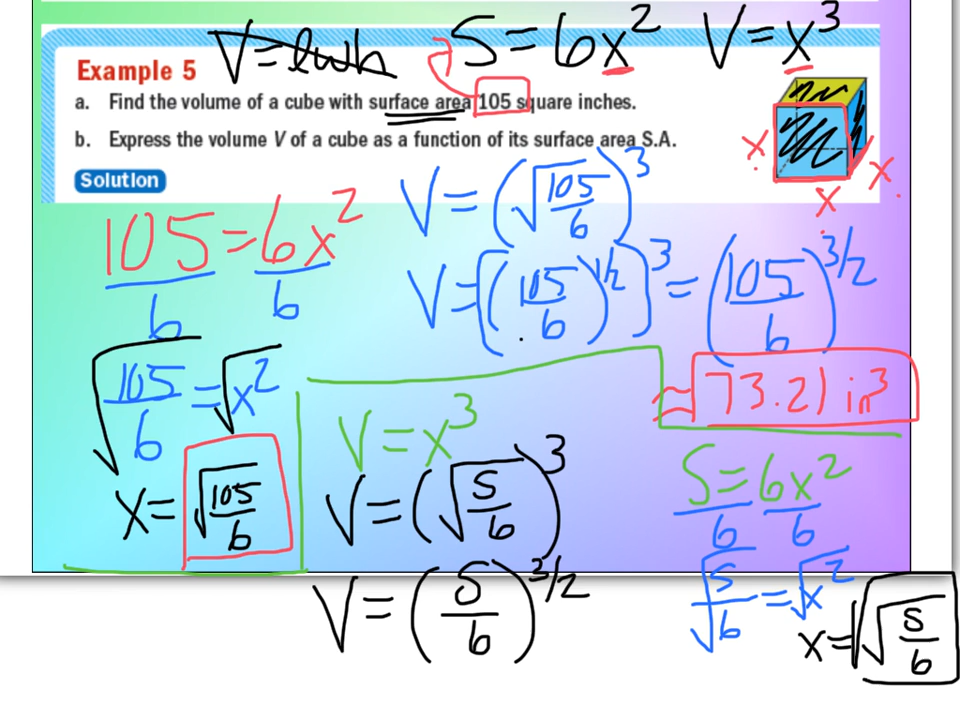 V = lwh S = 6x² V = x³
Example 5
a. Find the volume of a cube with surface area 105 square inches.
b. Express the volume V of a cube as a function of its surface area S.A.
Solution
x x x
105 = 6x²
6 6
√105/6 = √x²
x = √105/6
V = (√105/6)³
V = [(105/6)^1/2]³ = (105/6)^3/2
≈ 73.21 in³
V = x³
V = (√S/6)³
V = (S/6)^3/2
S = 6x²
6 6
√S/6 = √x²
x = √S/6